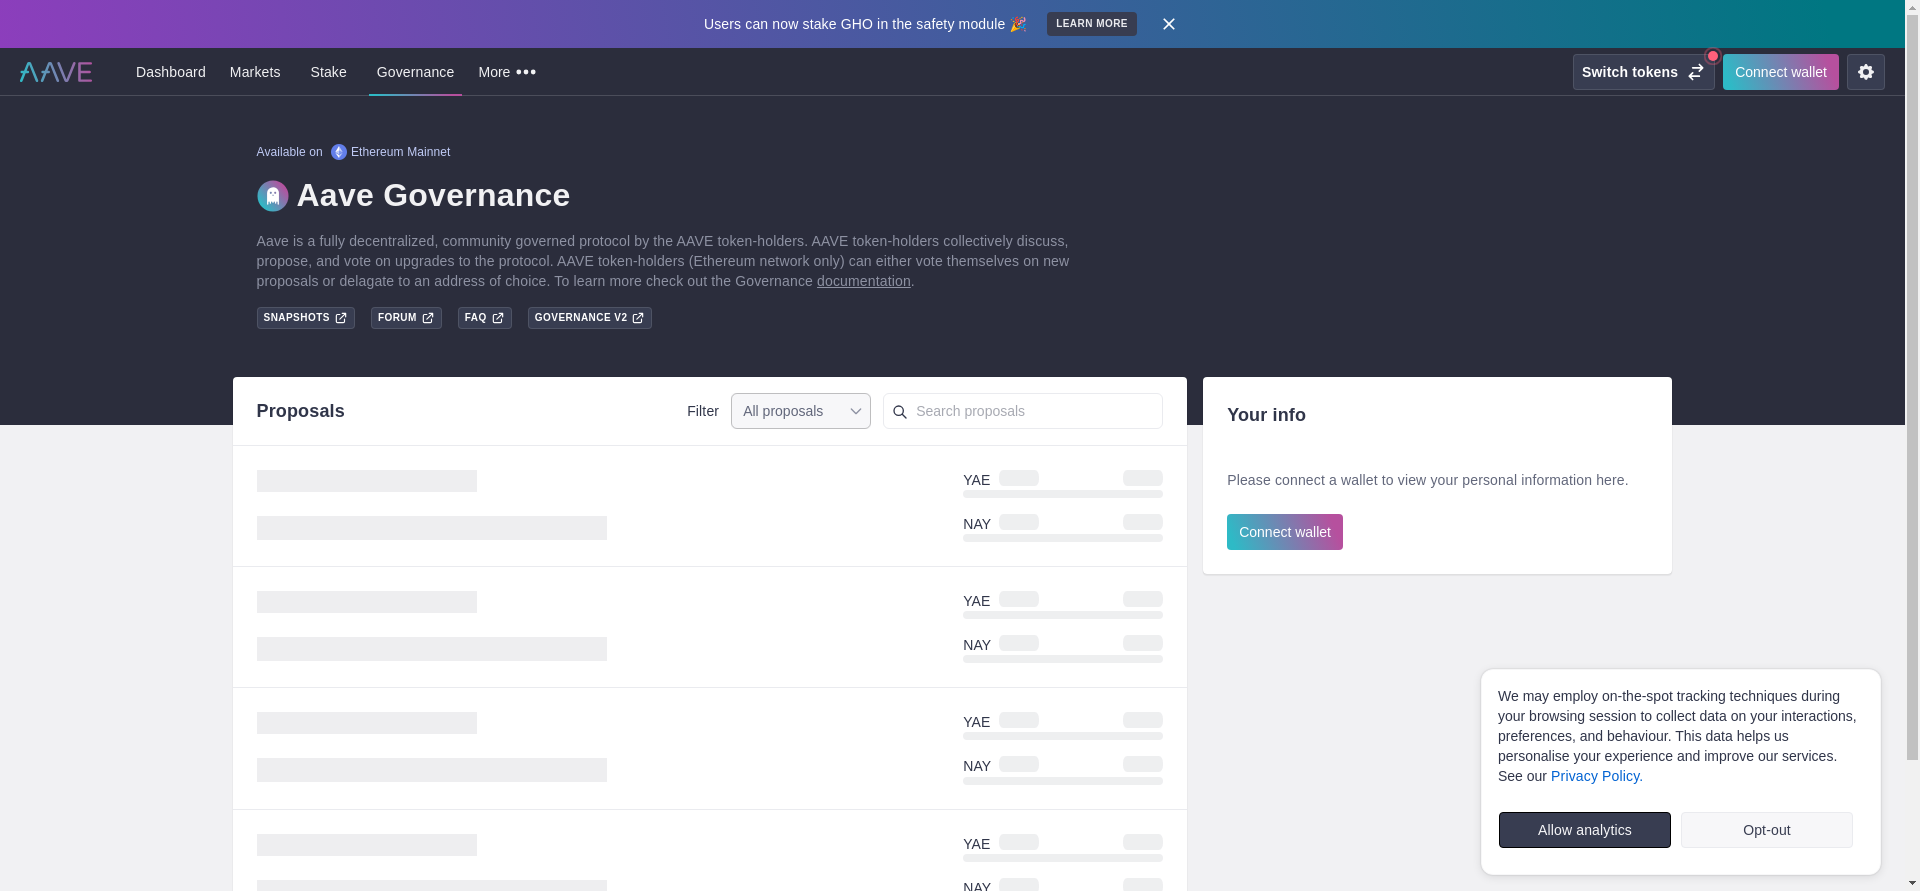 Users can now stake GHO in the safety module 🎉 LEARN MORE
AAVE Dashboard Markets Stake Governance More Switch tokens Connect wallet
Available on Ethereum Mainnet
Aave Governance
Aave is a fully decentralized, community governed protocol by the AAVE token-holders. AAVE token-holders collectively discuss,
propose, and vote on upgrades to the protocol. AAVE token-holders (Ethereum network only) can either vote themselves on new
proposals or delagate to an address of choice. To learn more check out the Governance documentation.
SNAPSHOTS FORUM FAQ GOVERNANCE V2
Proposals Filter All proposals Search proposals
YAE
NAY
YAE
NAY
YAE
NAY
YAE
NAY
Your info
Please connect a wallet to view your personal information here.
Connect wallet
We may employ on-the-spot tracking techniques during
your browsing session to collect data on your interactions,
preferences, and behaviour. This data helps us
personalise your experience and improve our services.
See our Privacy Policy.
Allow analytics Opt-out